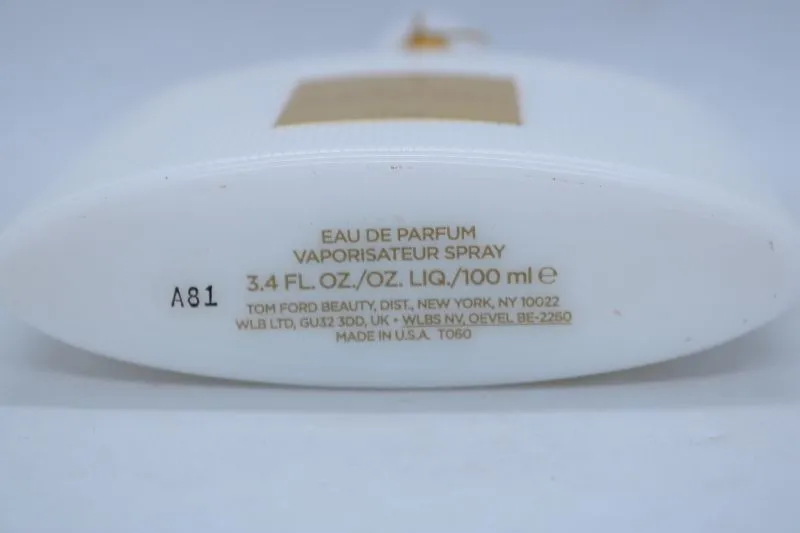 EAU DE PARFUM
VAPORISATEUR SPRAY
3.4 FL. OZ./OZ. LIQ./100 ml ℮
A81
TOM FORD BEAUTY, DIST., NEW YORK, NY 10022
WLB LTD, GU32 3DD, UK • WLBS NV, OEVEL BE-2260
MADE IN U.S.A. T060